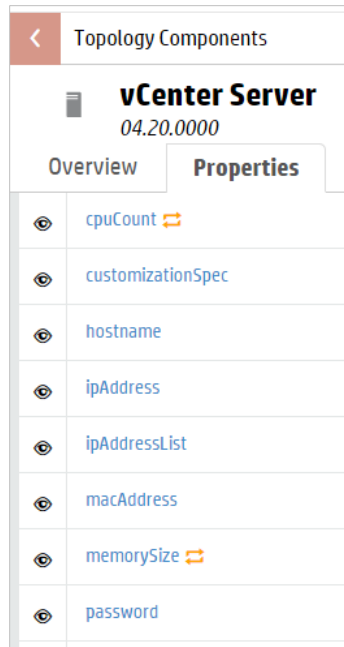 Topology Components
vCenter Server
04.20.0000
Overview Properties
cpuCount
customizationSpec
hostname
ipAddress
ipAddressList
macAddress
memorySize
password